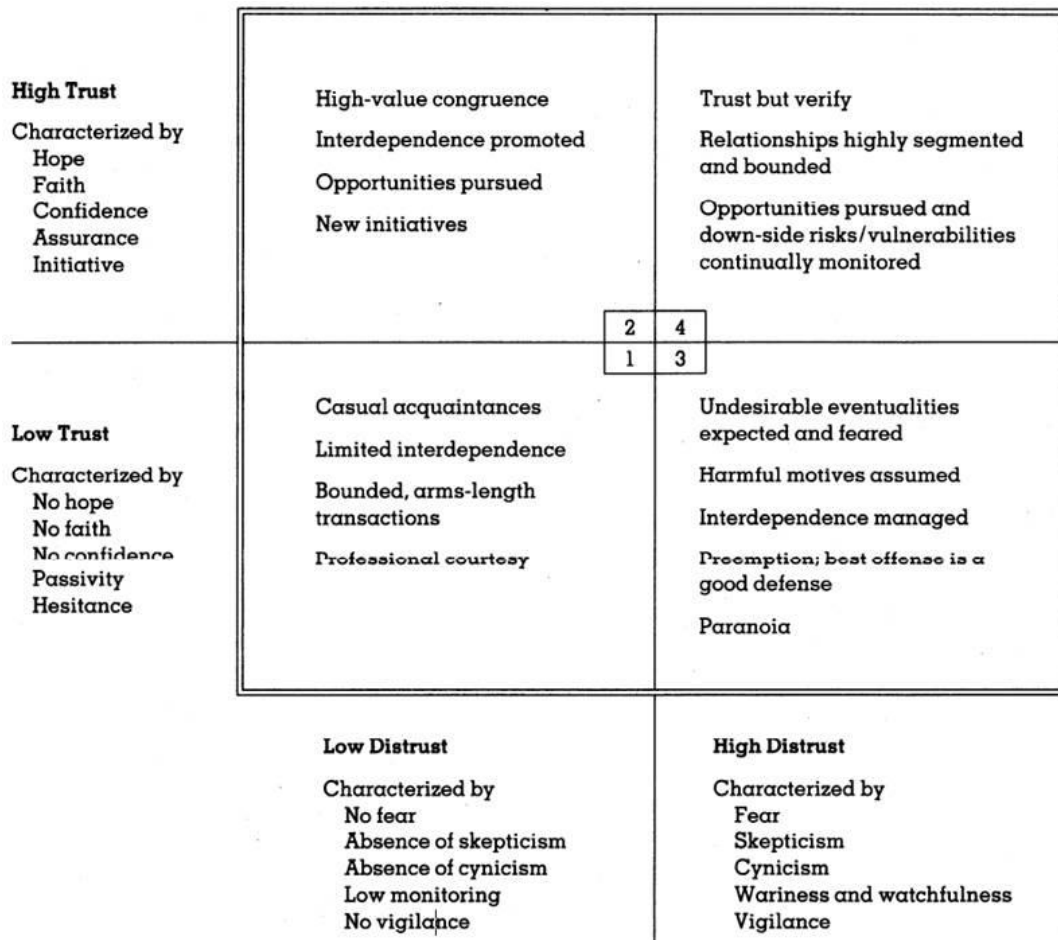 High Trust
Characterized by
Hope
Faith
Confidence
Assurance
Initiative
High-value congruence
Interdependence promoted
Opportunities pursued
New initiatives
Trust but verify
Relationships highly segmented
and bounded
Opportunities pursued and
down-side risks/vulnerabilities
continually monitored
2 4
1 3
Low Trust
Characterized by
No hope
No faith
No confidence
Passivity
Hesitance
Casual acquaintances
Limited interdependence
Bounded, arms-length
transactions
Professional courtesy
Undesirable eventualities
expected and feared
Harmful motives assumed
Interdependence managed
Preemption; best offense is a
good defense
Paranoia
Low Distrust
Characterized by
No fear
Absence of skepticism
Absence of cynicism
Low monitoring
No vigilance
High Distrust
Characterized by
Fear
Skepticism
Cynicism
Wariness and watchfulness
Vigilance